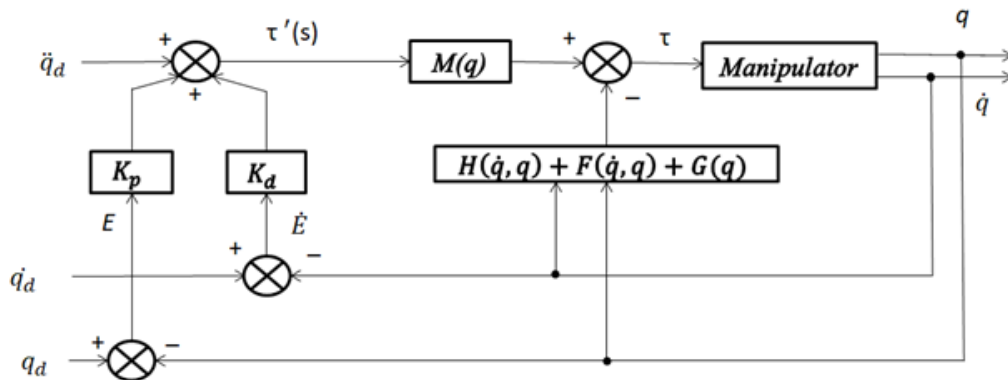 q
+ τ ′(s) + τ
q̈_d M(q) Manipulator
+ − q̇
K_p K_d H(q̇, q) + F(q̇, q) + G(q)
E Ė
+ −
q̇_d
+ −
q_d